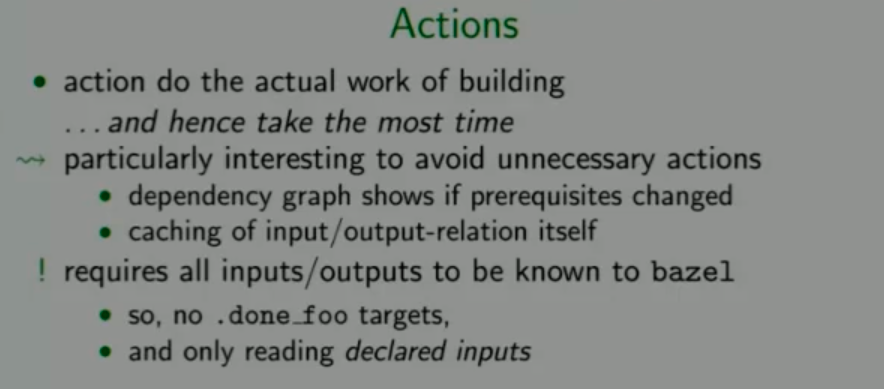 Actions
• action do the actual work of building
...and hence take the most time
⇝ particularly interesting to avoid unnecessary actions
• dependency graph shows if prerequisites changed
• caching of input/output-relation itself
! requires all inputs/outputs to be known to bazel
• so, no .done_foo targets,
• and only reading declared inputs